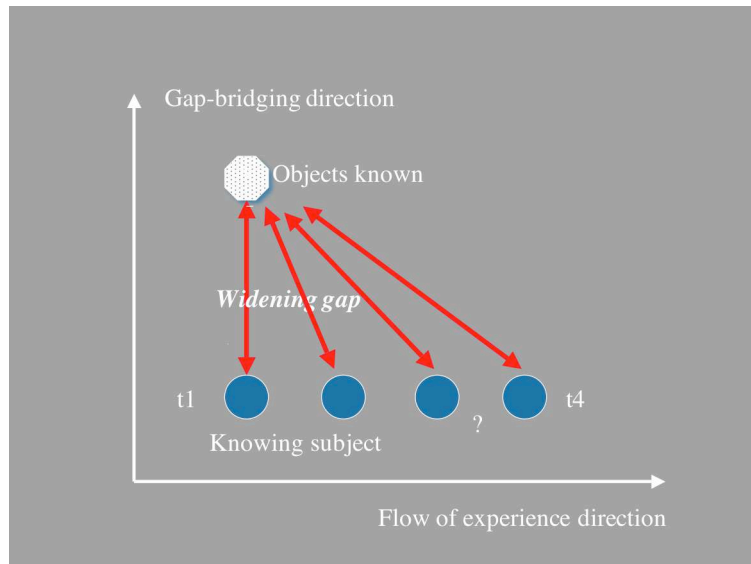 Gap-bridging direction
Objects known
Widening gap
t1
t4
?
Knowing subject
Flow of experience direction